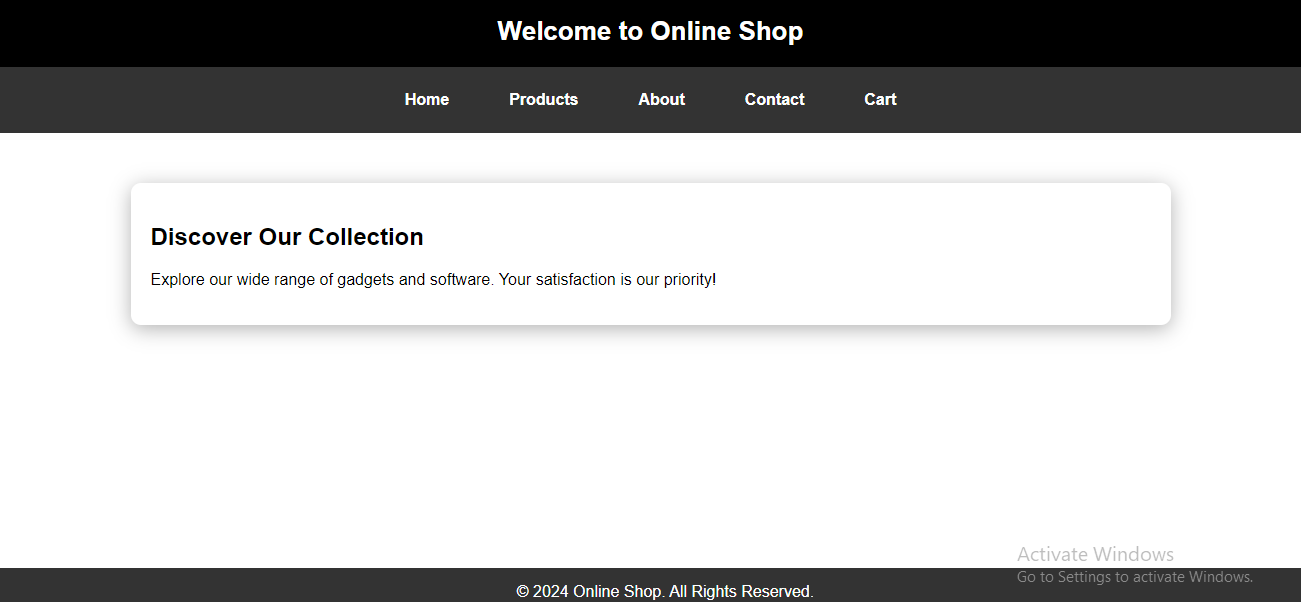 Welcome to Online Shop
Home Products About Contact Cart
Discover Our Collection
Explore our wide range of gadgets and software. Your satisfaction is our priority!
Activate Windows
Go to Settings to activate Windows.
© 2024 Online Shop. All Rights Reserved.